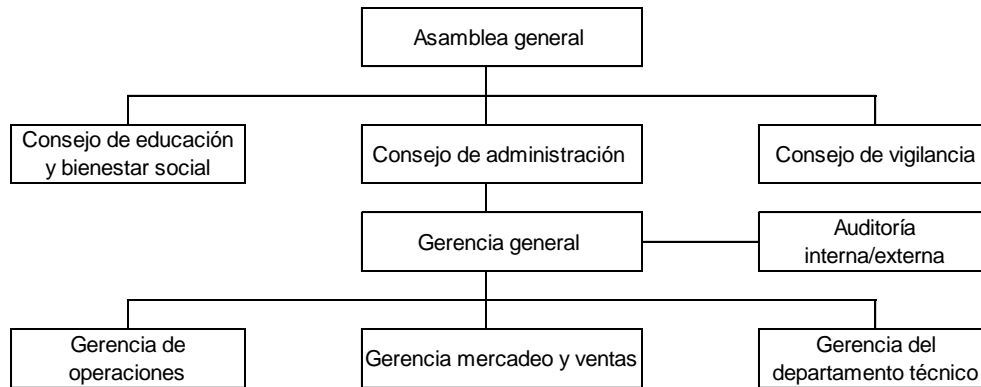 Asamblea general
Consejo de educación
y bienestar social
Consejo de administración
Consejo de vigilancia
Gerencia general
Auditoría
interna/externa
Gerencia de
operaciones
Gerencia mercadeo y ventas
Gerencia del
departamento técnico